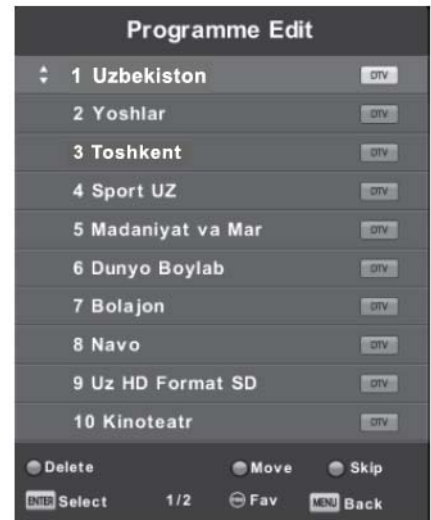 Programme Edit
1 Uzbekiston DTV
2 Yoshlar DTV
3 Toshkent DTV
4 Sport UZ DTV
5 Madaniyat va Mar DTV
6 Dunyo Boylab DTV
7 Bolajon DTV
8 Navo DTV
9 Uz HD Format SD DTV
10 Kinoteatr DTV
Delete Move Skip
ENTER Select 1/2 Fav MENU Back